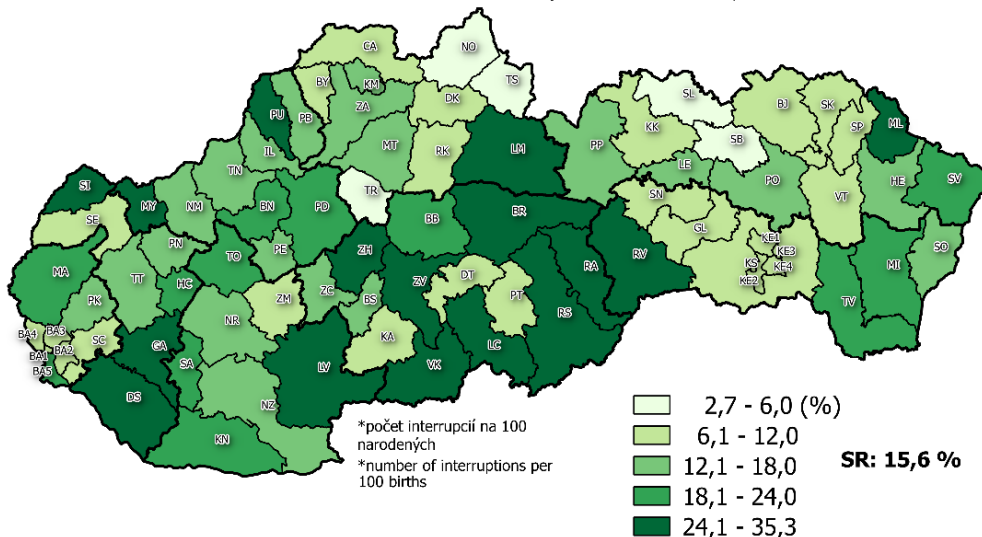 CA
NO
TS
BY
KM
DK
PU
PB
ZA
SL
BJ
SK
SP
ML
KK
SB
IL
MT
RK
LM
PP
LE
PO
HE
SV
TN
SI
MY
NM
BN
PD
TR
BB
BR
SN
VT
SE
PN
PE
ZH
GL
KE1
KE3
KS
KE4
KE2
RV
RA
SO
MI
TV
MA
TT
HC
TO
ZM
ZC
BS
ZV
DT
PT
RS
PK
NR
BA4
BA3
BA2
SC
GA
KA
BA1
BA5
SA
LV
VK
LC
DS
NZ
KN
*počet interrupcií na 100
narodených
*number of interruptions per
100 births
2,7 - 6,0 (%)
6,1 - 12,0
12,1 - 18,0
18,1 - 24,0
24,1 - 35,3
SR: 15,6 %